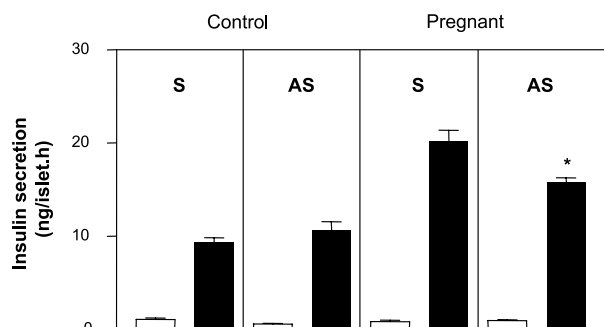 Control Pregnant
30
S AS S AS
20
*
10
0
Insulin secretion
(ng/islet.h)